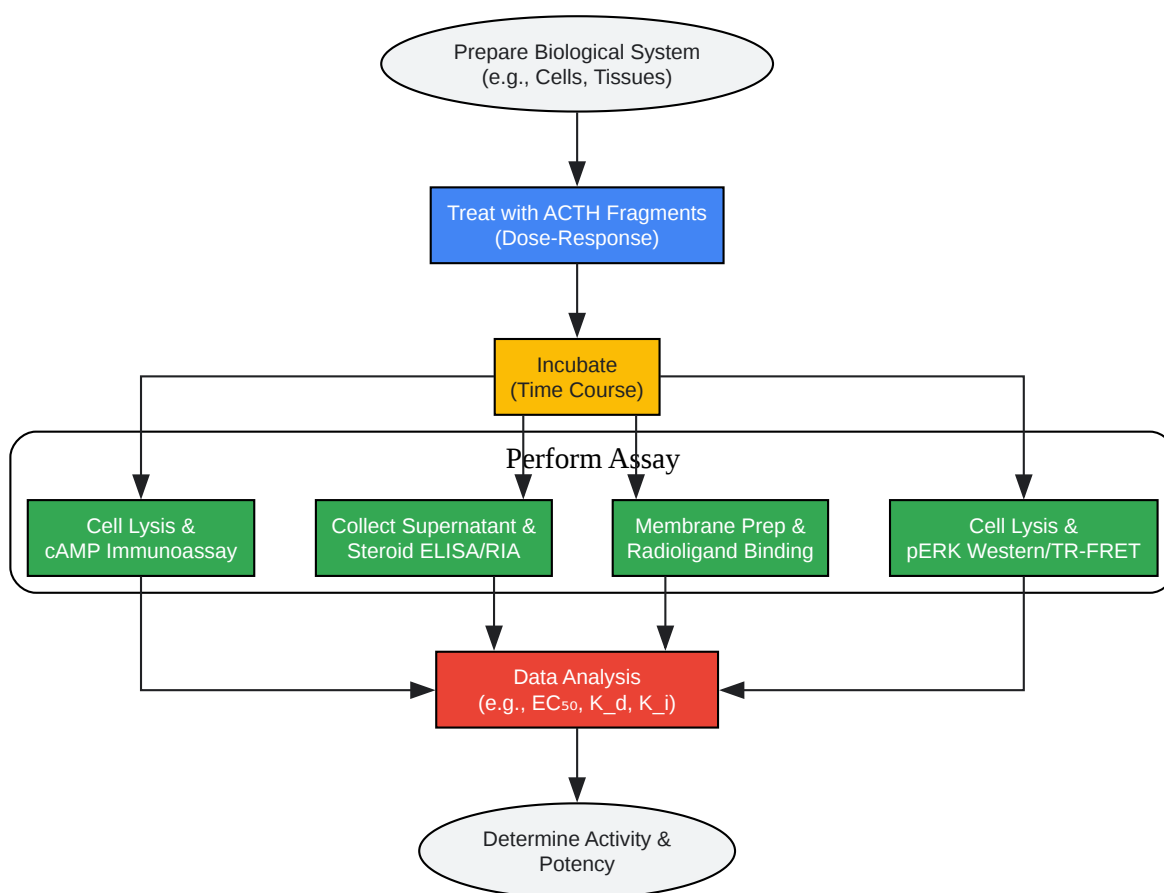 Prepare Biological System
(e.g., Cells, Tissues)
Treat with ACTH Fragments
(Dose-Response)
Incubate
(Time Course)
Perform Assay
Cell Lysis &
cAMP Immunoassay
Collect Supernatant &
Steroid ELISA/RIA
Membrane Prep &
Radioligand Binding
Cell Lysis &
pERK Western/TR-FRET
Data Analysis
(e.g., EC₅₀, K_d, K_i)
Determine Activity &
Potency